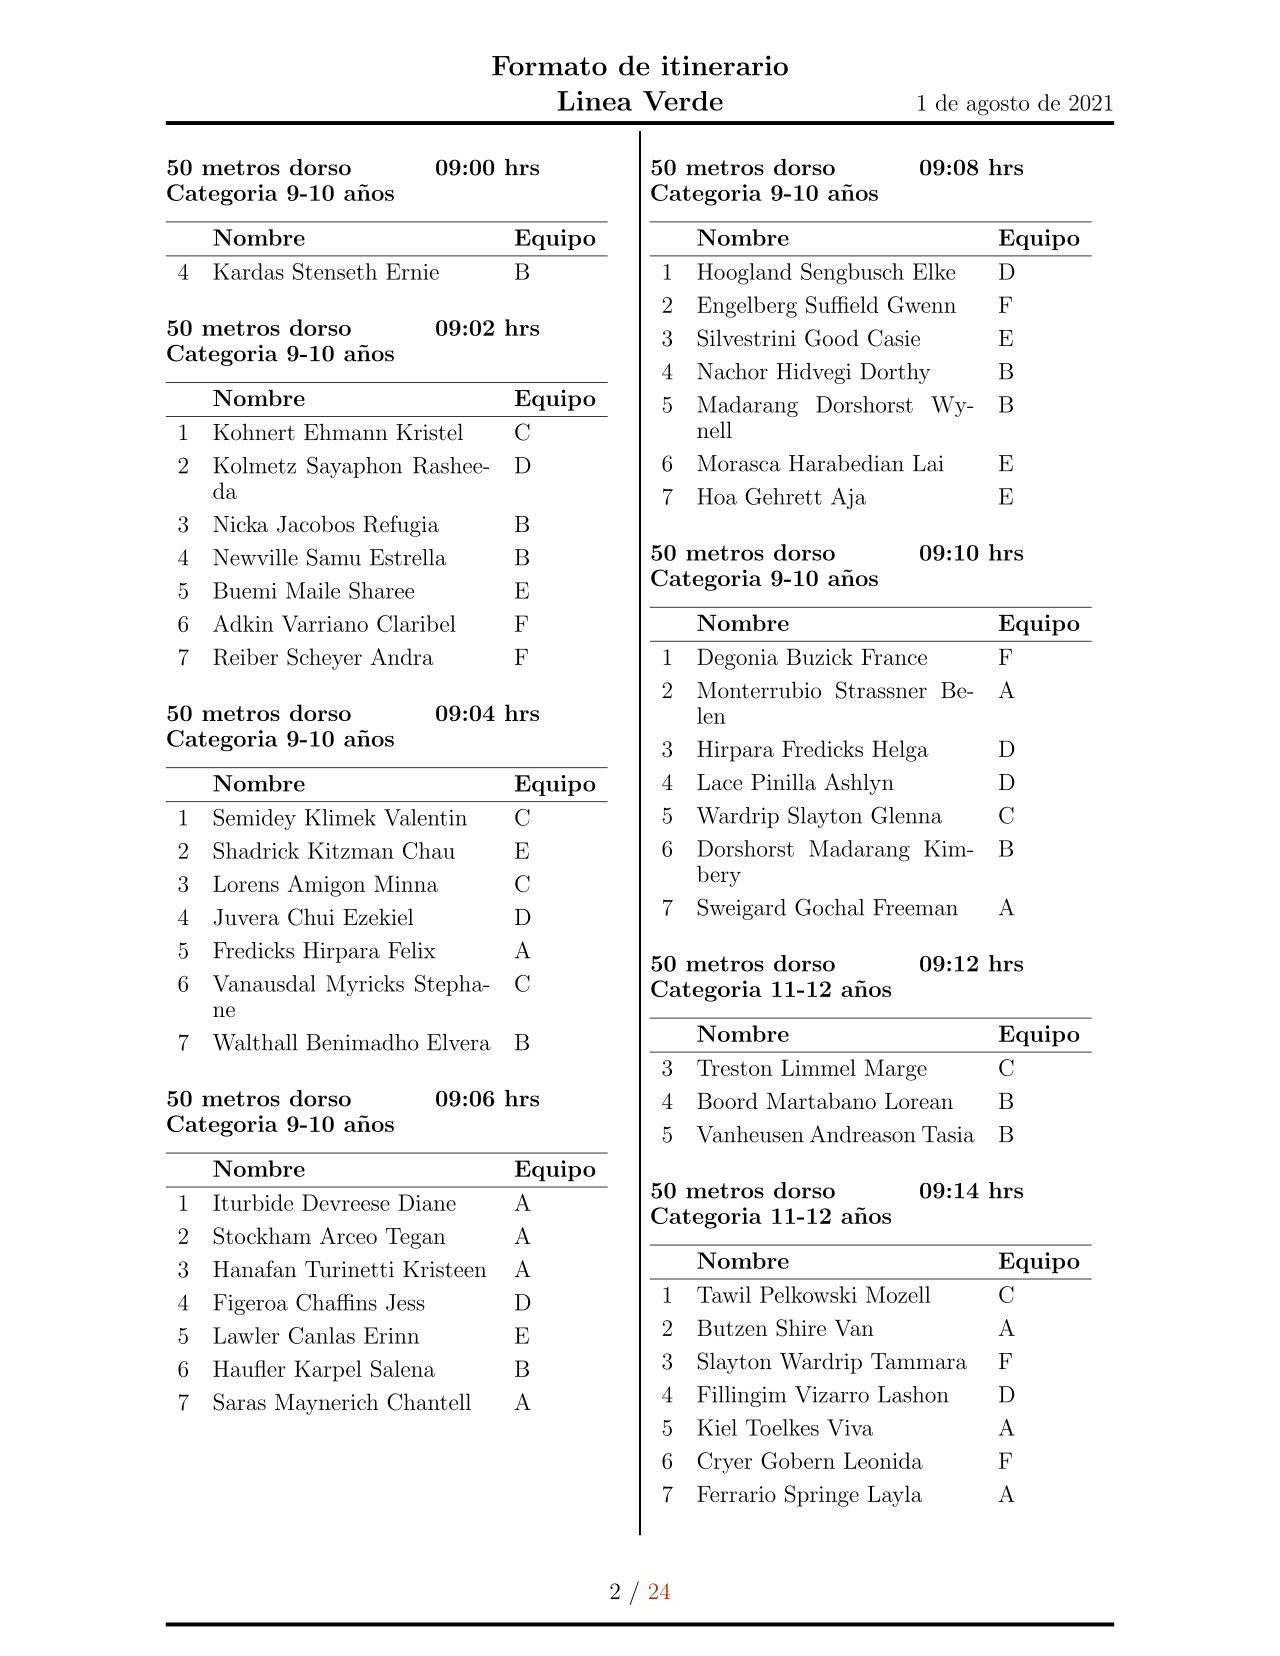 Formato de itinerario
Linea Verde
1 de agosto de 2021
50 metros dorso 09:00 hrs
Categoria 9-10 años
Nombre Equipo
4 Kardas Stenseth Ernie B
50 metros dorso 09:02 hrs
Categoria 9-10 años
Nombre Equipo
1 Kohnert Ehmann Kristel C
2 Kolmetz Sayaphon Rashee- D
da
3 Nicka Jacobos Refugia B
4 Newville Samu Estrella B
5 Buemi Maile Sharee E
6 Adkin Varriano Claribel F
7 Reiber Scheyer Andra F
50 metros dorso 09:04 hrs
Categoria 9-10 años
Nombre Equipo
1 Semidey Klimek Valentin C
2 Shadrick Kitzman Chau E
3 Lorens Amigon Minna C
4 Juvera Chui Ezekiel D
5 Fredicks Hirpara Felix A
6 Vanausdal Myricks Stepha- C
ne
7 Walthall Benimadho Elvera B
50 metros dorso 09:06 hrs
Categoria 9-10 años
Nombre Equipo
1 Iturbide Devreese Diane A
2 Stockham Arceo Tegan A
3 Hanafan Turinetti Kristeen A
4 Figeroa Chaffins Jess D
5 Lawler Canlas Erinn E
6 Haufler Karpel Salena B
7 Saras Maynerich Chantell A
50 metros dorso 09:08 hrs
Categoria 9-10 años
Nombre Equipo
1 Hoogland Sengbusch Elke D
2 Engelberg Suffield Gwenn F
3 Silvestrini Good Casie E
4 Nachor Hidvegi Dorthy B
5 Madarang Dorshorst Wy- B
nell
6 Morasca Harabedian Lai E
7 Hoa Gehrett Aja E
50 metros dorso 09:10 hrs
Categoria 9-10 años
Nombre Equipo
1 Degonia Buzick France F
2 Monterrubio Strassner Be- A
len
3 Hirpara Fredicks Helga D
4 Lace Pinilla Ashlyn D
5 Wardrip Slayton Glenna C
6 Dorshorst Madarang Kim- B
bery
7 Sweigard Gochal Freeman A
50 metros dorso 09:12 hrs
Categoria 11-12 años
Nombre Equipo
3 Treston Limmel Marge C
4 Boord Martabano Lorean B
5 Vanheusen Andreason Tasia B
50 metros dorso 09:14 hrs
Categoria 11-12 años
Nombre Equipo
1 Tawil Pelkowski Mozell C
2 Butzen Shire Van A
3 Slayton Wardrip Tammara F
4 Fillingim Vizarro Lashon D
5 Kiel Toelkes Viva A
6 Cryer Gobern Leonida F
7 Ferrario Springe Layla A
2 / 24